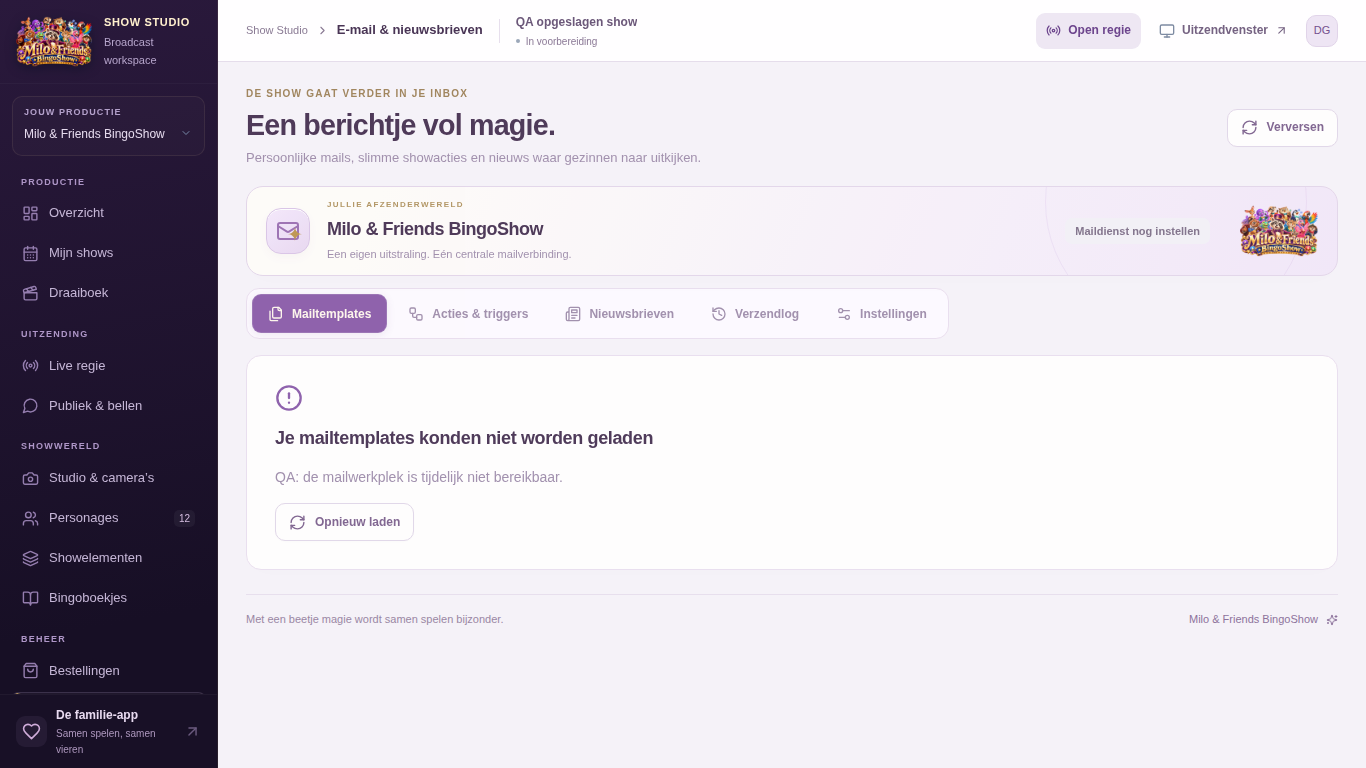 Milo & Friends
BingoShow
SHOW STUDIO
Broadcast
workspace
JOUW PRODUCTIE
Milo & Friends BingoShow
PRODUCTIE
Overzicht
Mijn shows
Draaiboek
UITZENDING
Live regie
Publiek & bellen
SHOWWERELD
Studio & camera's
Personages 12
Showelementen
Bingoboekjes
BEHEER
Bestellingen
De familie-app
Samen spelen, samen
vieren
Show Studio > E-mail & nieuwsbrieven
QA opgeslagen show
In voorbereiding
Open regie
Uitzendvenster
DG
DE SHOW GAAT VERDER IN JE INBOX
Een berichtje vol magie.
Persoonlijke mails, slimme showacties en nieuws waar gezinnen naar uitkijken.
Verversen
JULLIE AFZENDERWERELD
Milo & Friends BingoShow
Een eigen uitstraling. Eén centrale mailverbinding.
Maildienst nog instellen
Milo & Friends
BingoShow
Mailtemplates
Acties & triggers
Nieuwsbrieven
Verzendlog
Instellingen
Je mailtemplates konden niet worden geladen
QA: de mailwerkplek is tijdelijk niet bereikbaar.
Opnieuw laden
Met een beetje magie wordt samen spelen bijzonder.
Milo & Friends BingoShow